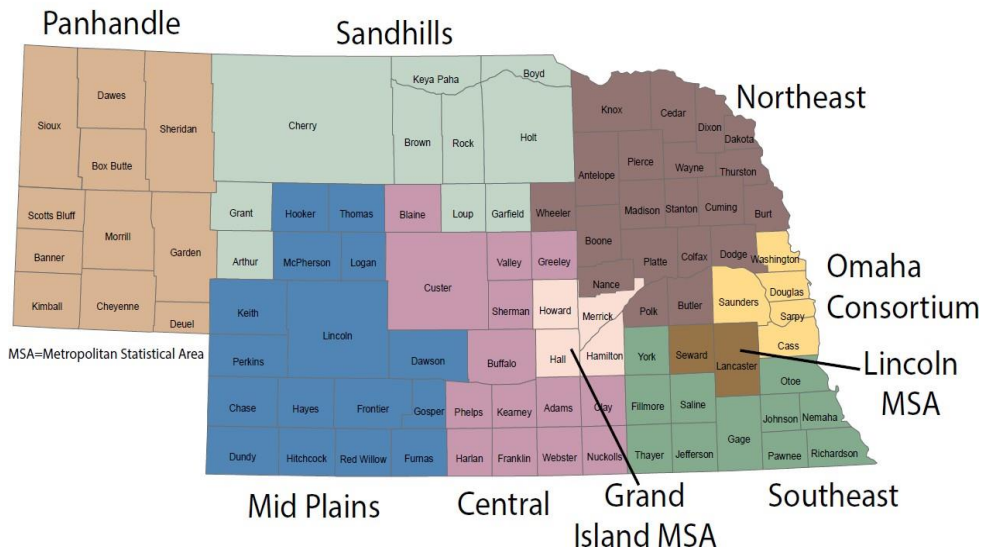 Panhandle
Sandhills
Northeast
Omaha
Consortium
Lincoln
MSA
Southeast
Grand
Island MSA
Central
Mid Plains
MSA=Metropolitan Statistical Area
Sioux
Dawes
Box Butte
Sheridan
Scotts Bluff
Banner
Kimball
Morrill
Cheyenne
Garden
Deuel
Cherry
Keya Paha
Boyd
Brown
Rock
Holt
Grant
Arthur
Loup
Garfield
Hooker
Thomas
McPherson
Logan
Keith
Lincoln
Perkins
Dawson
Chase
Hayes
Frontier
Gosper
Dundy
Hitchcock
Red Willow
Furnas
Blaine
Custer
Valley
Greeley
Sherman
Buffalo
Phelps
Kearney
Adams
Clay
Harlan
Franklin
Webster
Nuckolls
Howard
Merrick
Hall
Hamilton
Knox
Cedar
Dixon
Dakota
Antelope
Pierce
Wayne
Thurston
Wheeler
Madison
Stanton
Cuming
Burt
Boone
Platte
Colfax
Dodge
Nance
Polk
Butler
Washington
Douglas
Saunders
Sarpy
Cass
Seward
Lancaster
York
Otoe
Fillmore
Saline
Johnson
Nemaha
Gage
Thayer
Jefferson
Pawnee
Richardson